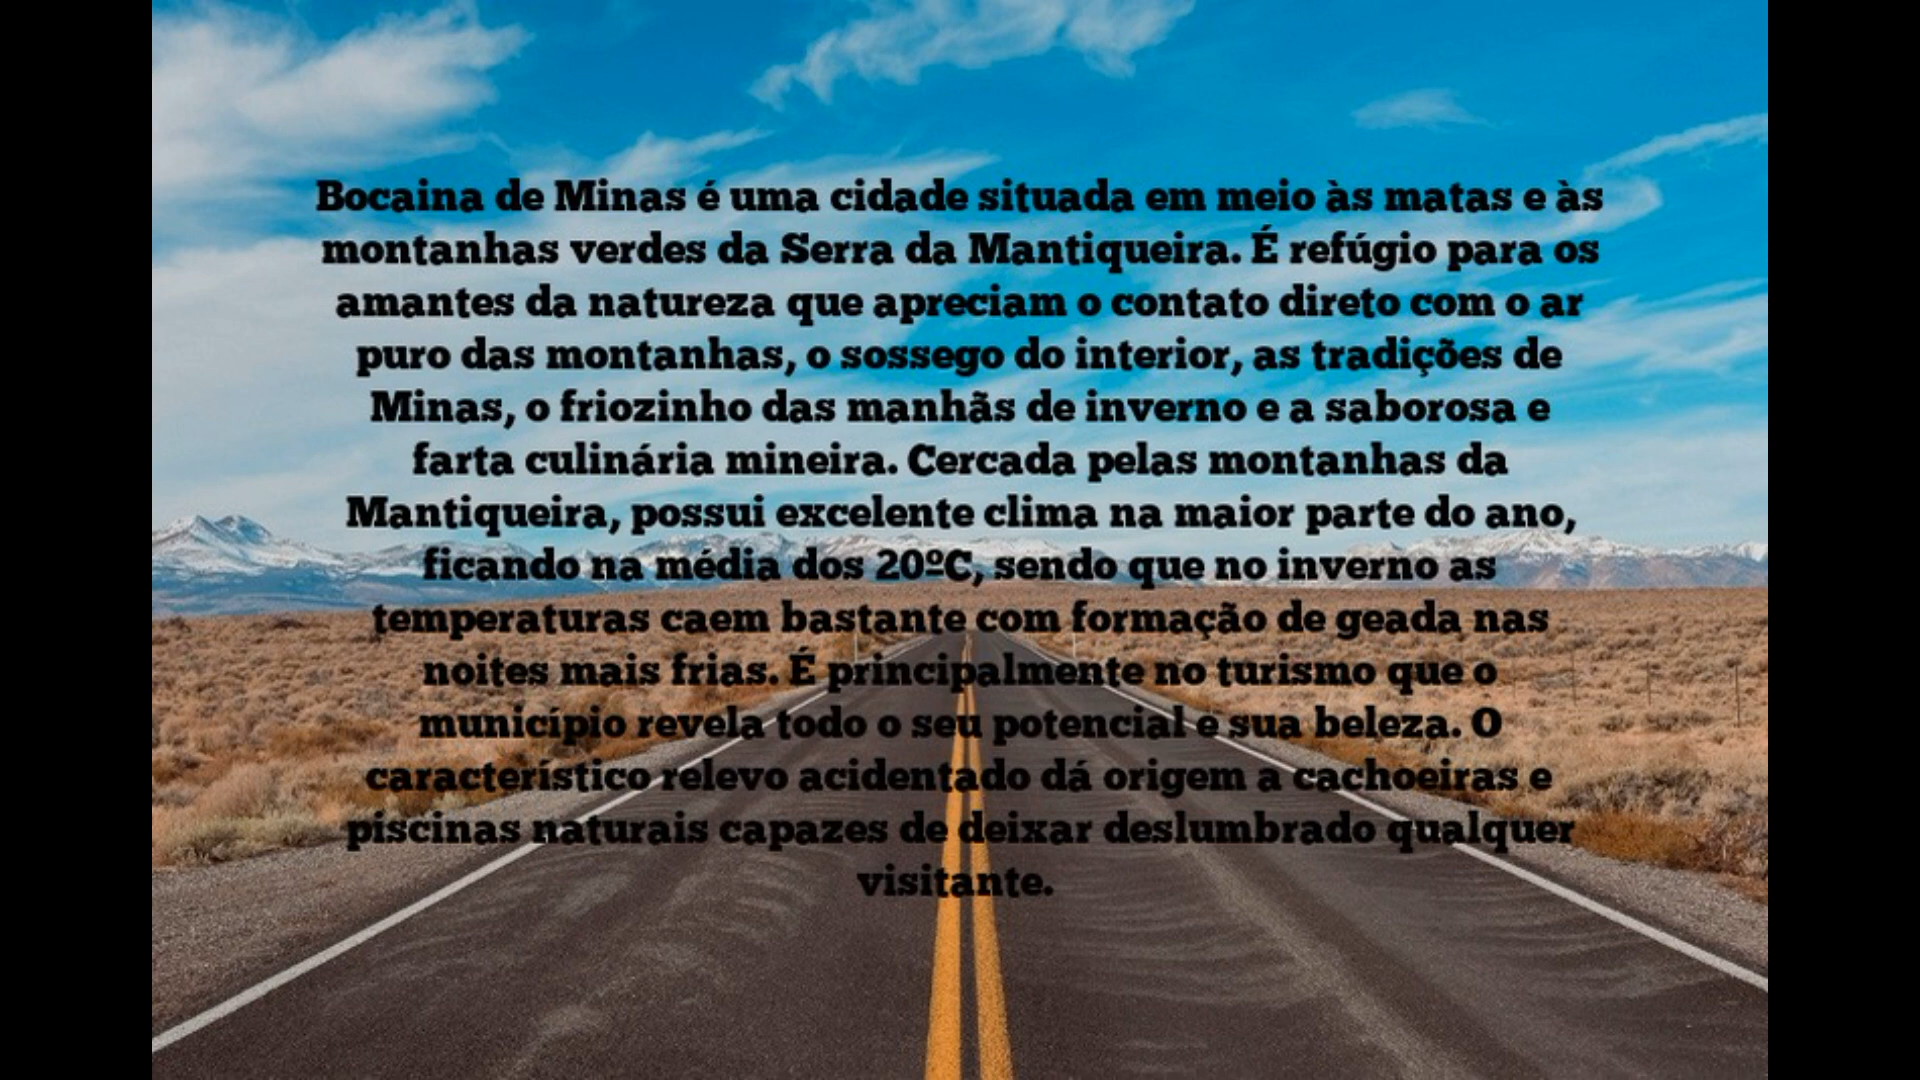 Bocaina de Minas é uma cidade situada em meio às matas e às
montanhas verdes da Serra da Mantiqueira. É refúgio para os
amantes da natureza que apreciam o contato direto com o ar
puro das montanhas, o sossego do interior, as tradições de
Minas, o friozinho das manhãs de inverno e a saborosa e
farta culinária mineira. Cercada pelas montanhas da
Mantiqueira, possui excelente clima na maior parte do ano,
ficando na média dos 20ºC, sendo que no inverno as
temperaturas caem bastante com formação de geada nas
noites mais frias. É principalmente no turismo que o
município revela todo o seu potencial e sua beleza. O
característico relevo acidentado dá origem a cachoeiras e
piscinas naturais capazes de deixar deslumbrado qualquer
visitante.